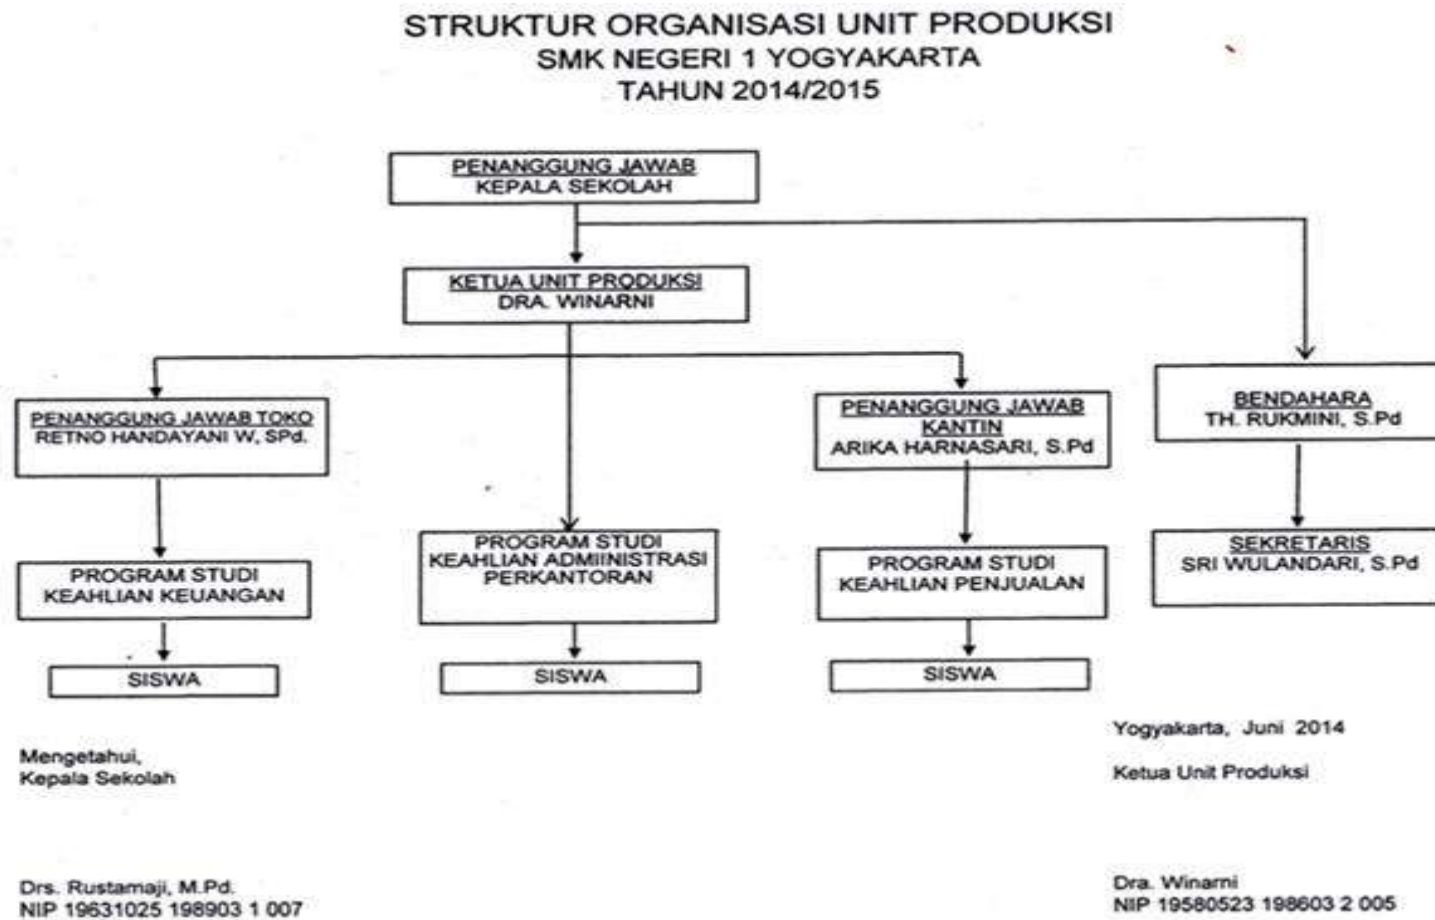 STRUKTUR ORGANISASI UNIT PRODUKSI
SMK NEGERI 1 YOGYAKARTA
TAHUN 2014/2015
PENANGGUNG JAWAB
KEPALA SEKOLAH
KETUA UNIT PRODUKSI
DRA. WINARNI
PENANGGUNG JAWAB TOKO
RETNO HANDAYANI W, SPd.
PENANGGUNG JAWAB
KANTIN
ARIKA HARNASARI, S.Pd
BENDAHARA
TH. RUKMINI, S.Pd
PROGRAM STUDI
KEAHLIAN KEUANGAN
PROGRAM STUDI
KEAHLIAN ADMIINISTRASI
PERKANTORAN
PROGRAM STUDI
KEAHLIAN PENJUALAN
SEKRETARIS
SRI WULANDARI, S.Pd
SISWA
SISWA
SISWA
Mengetahui,
Kepala Sekolah
Drs. Rustamaji, M.Pd.
NIP 19631025 198903 1 007
Yogyakarta, Juni 2014
Ketua Unit Produksi
Dra. Winarni
NIP 19580523 198603 2 005